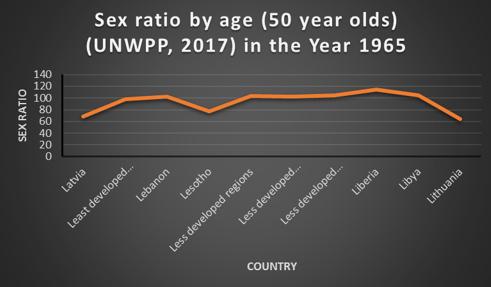 Sex ratio by age (50 year olds)
(UNWPP, 2017) in the Year 1965
140
120
100
80
60
40
20
0
SEX RATIO
Latvia
Least developed...
Lebanon
Lesotho
Less developed regions
Less developed...
Less developed...
Liberia
Libya
Lithuania
COUNTRY